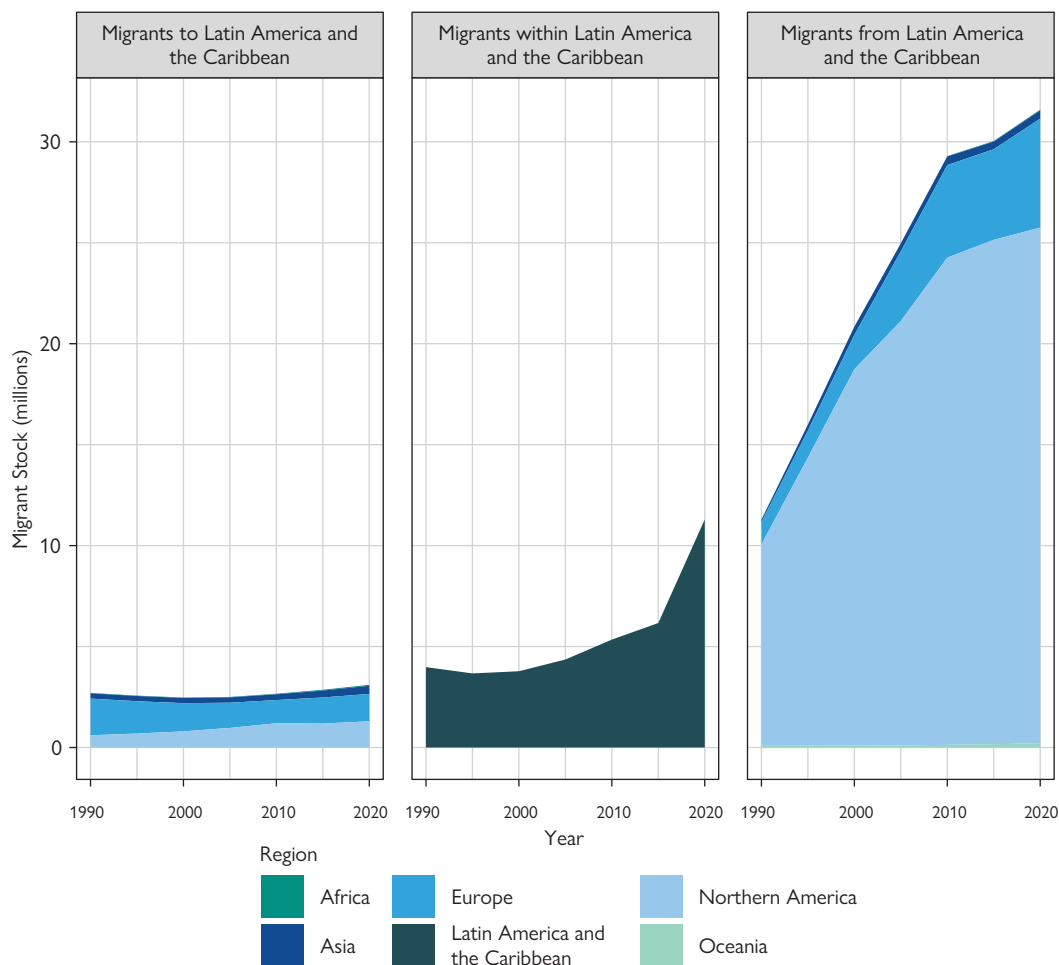 Migrants to Latin America and
the Caribbean
Migrants within Latin America
and the Caribbean
Migrants from Latin America
and the Caribbean
Migrant Stock (millions)
30
20
10
0
1990 2000 2010 2020
1990 2000 2010 2020
1990 2000 2010 2020
Year
Region
Africa
Europe
Northern America
Asia
Latin America and
the Caribbean
Oceania